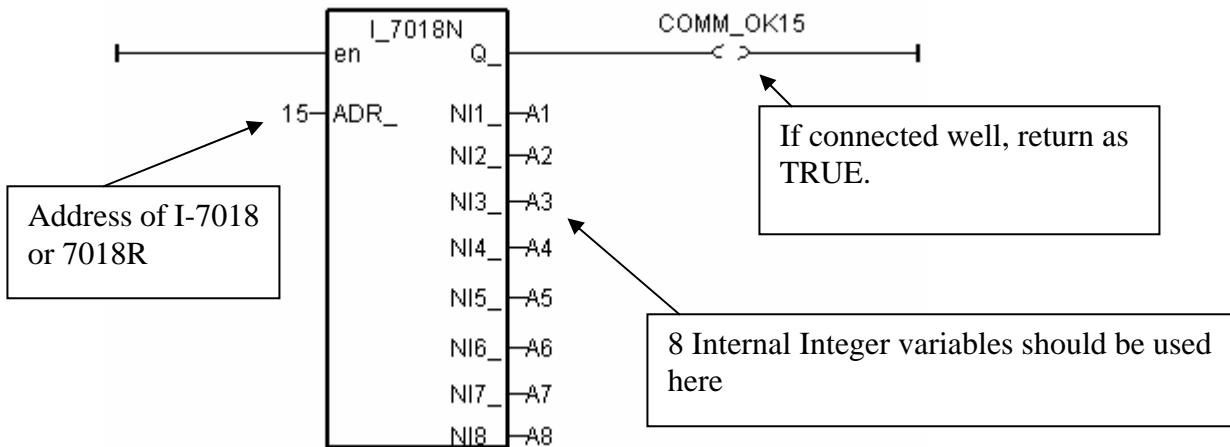 I_7018N
COMM_OK15
en Q_
15 ADR_ NI1_ A1
NI2_ A2
NI3_ A3
NI4_ A4
NI5_ A5
NI6_ A6
NI7_ A7
NI8_ A8
If connected well, return as
TRUE.
Address of I-7018
or 7018R
8 Internal Integer variables should be used
here